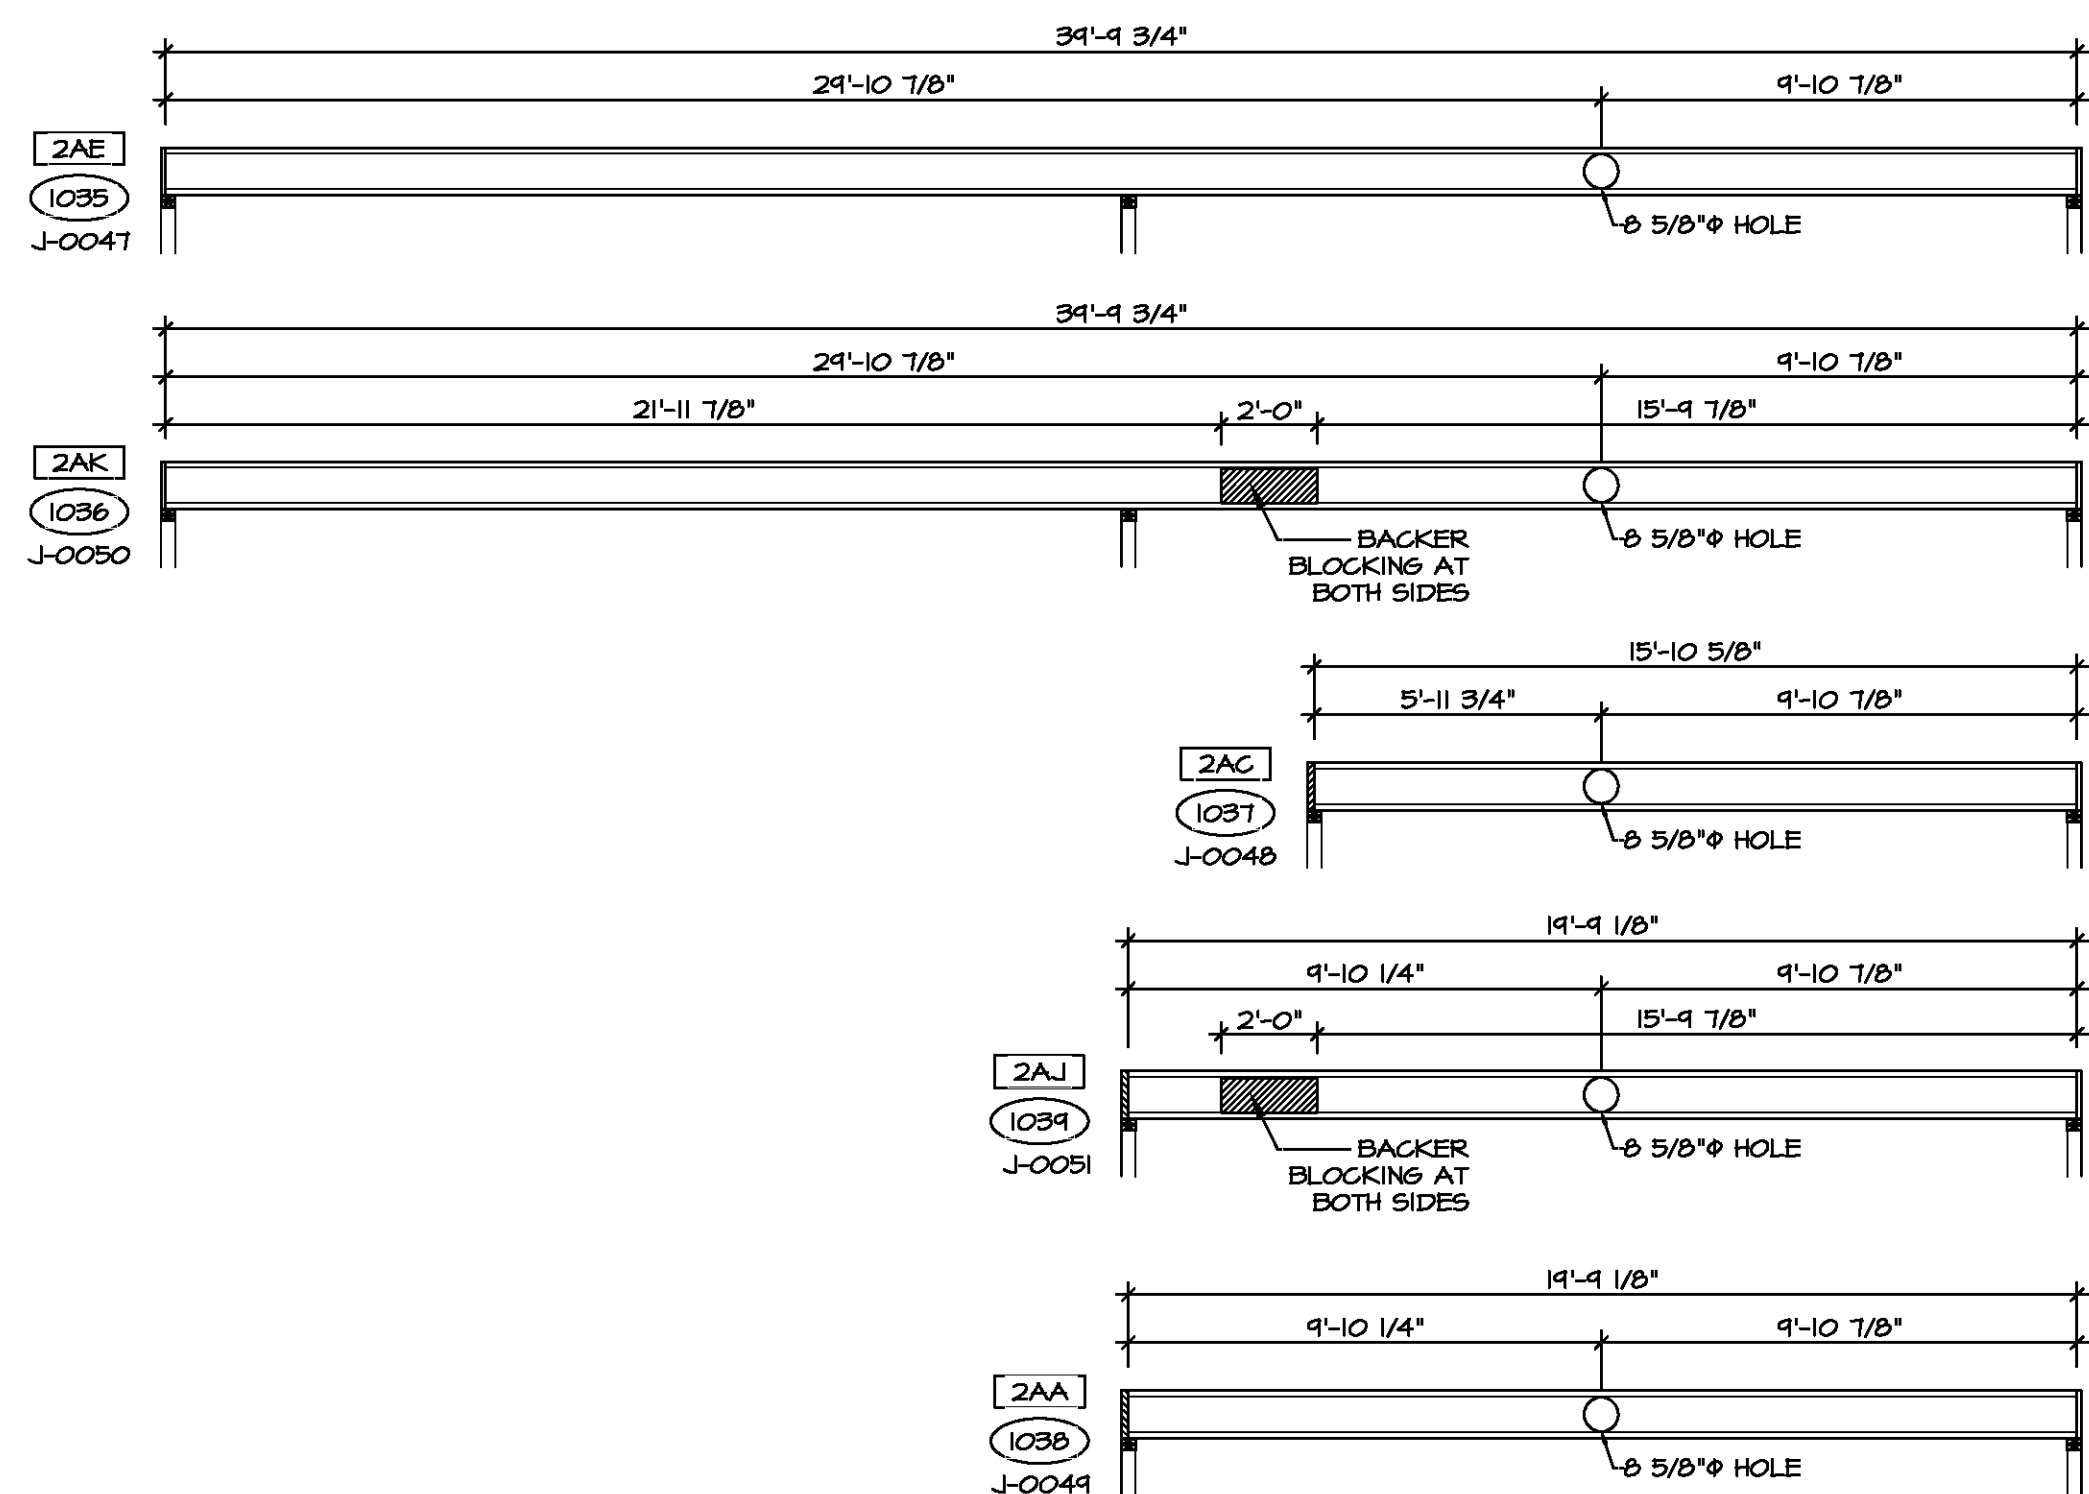 39'-9 3/4"
29'-10 7/8" 9'-10 7/8"
2AE
1035
J-0047
8 5/8"Φ HOLE
39'-9 3/4"
29'-10 7/8" 9'-10 7/8"
21'-11 7/8" 2'-0" 15'-9 7/8"
2AK
1036
J-0050
BACKER
BLOCKING AT
BOTH SIDES
8 5/8"Φ HOLE
15'-10 5/8"
5'-11 3/4" 9'-10 7/8"
2AC
1037
J-0048
8 5/8"Φ HOLE
19'-9 1/8"
9'-10 1/4" 9'-10 7/8"
2'-0" 15'-9 7/8"
2AJ
1039
J-0051
BACKER
BLOCKING AT
BOTH SIDES
8 5/8"Φ HOLE
19'-9 1/8"
9'-10 1/4" 9'-10 7/8"
2AA
1038
J-0049
8 5/8"Φ HOLE